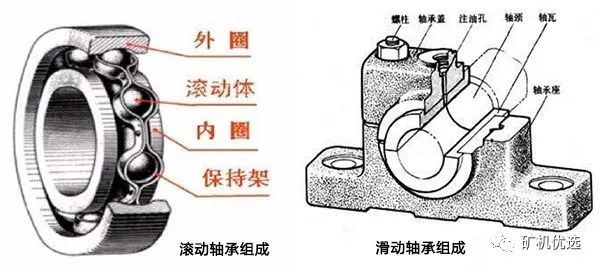 外圈
滚动体
内圈
保持架
滚动轴承组成
螺柱 轴承盖 注油孔 轴颈 轴瓦
轴承座
滑动轴承组成
矿机优选